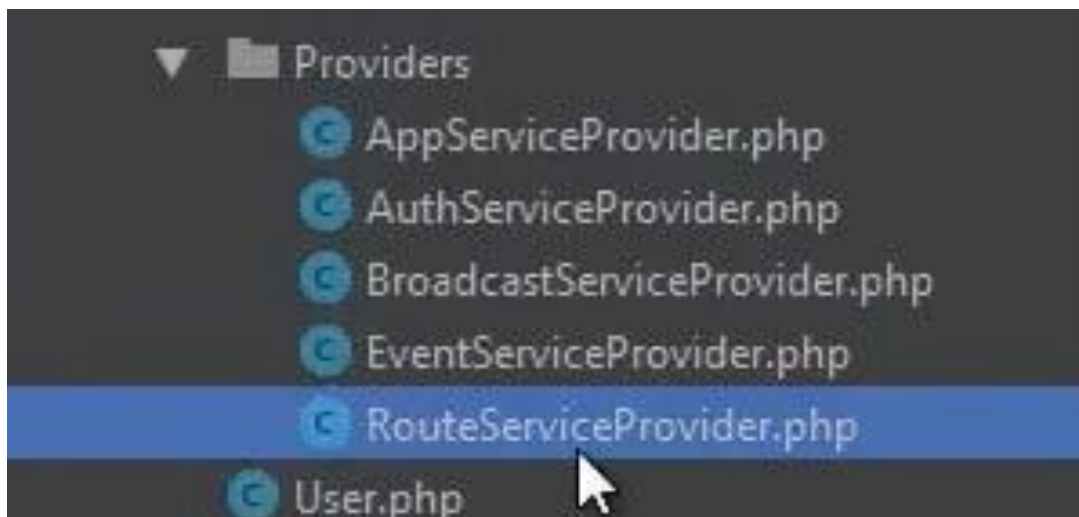 Providers
C AppServiceProvider.php
C AuthServiceProvider.php
C BroadcastServiceProvider.php
C EventServiceProvider.php
C RouteServiceProvider.php
C User.php